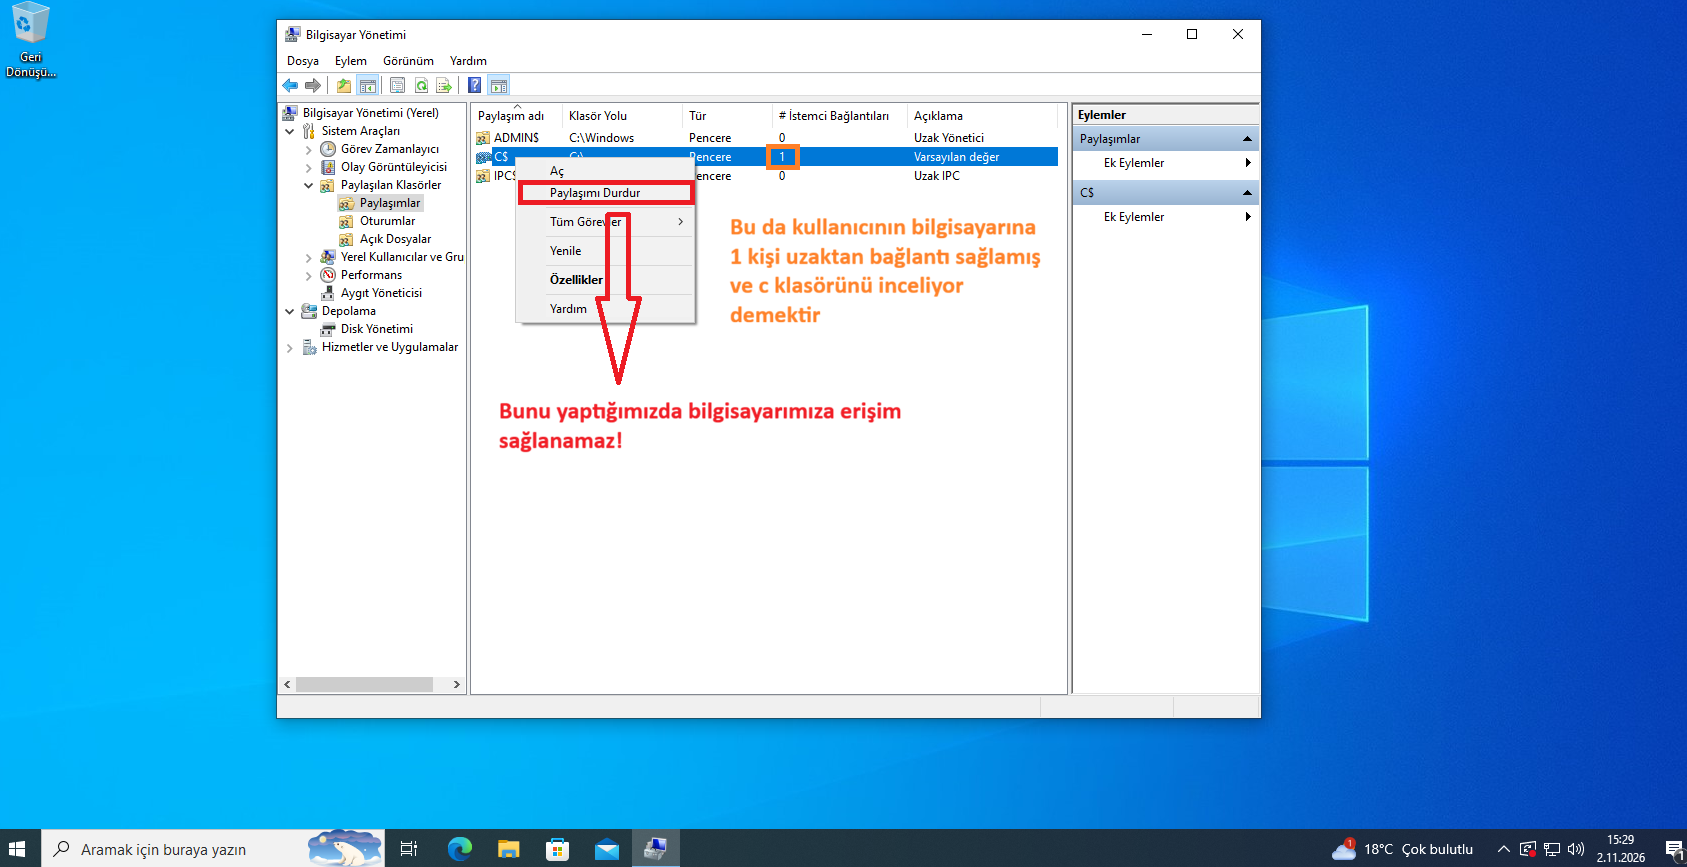 Geri
Dönüşü...
Bilgisayar Yönetimi
Dosya Eylem Görünüm Yardım
Bilgisayar Yönetimi (Yerel)
Sistem Araçları
Görev Zamanlayıcı
Olay Görüntüleyicisi
Paylaşılan Klasörler
Paylaşımlar
Oturumlar
Açık Dosyalar
Yerel Kullanıcılar ve Gru
Performans
Aygıt Yöneticisi
Depolama
Disk Yönetimi
Hizmetler ve Uygulamalar
Paylaşım adı Klasör Yolu Tür # İstemci Bağlantıları Açıklama
ADMIN$ C:\Windows Pencere 0 Uzak Yönetici
C$ C:\ Pencere 1 Varsayılan değer
IPC$ Pencere 0 Uzak IPC
Aç
Paylaşımı Durdur
Tüm Görevler
Yenile
Özellikler
Yardım
Bu da kullanıcının bilgisayarına
1 kişi uzaktan bağlantı sağlamış
ve c klasörünü inceliyor
demektir
Bunu yaptığımızda bilgisayarımıza erişim
sağlanamaz!
Eylemler
Paylaşımlar
Ek Eylemler
C$
Ek Eylemler
Aramak için buraya yazın
1
18°C Çok bulutlu
15:29
2.11.2026
1